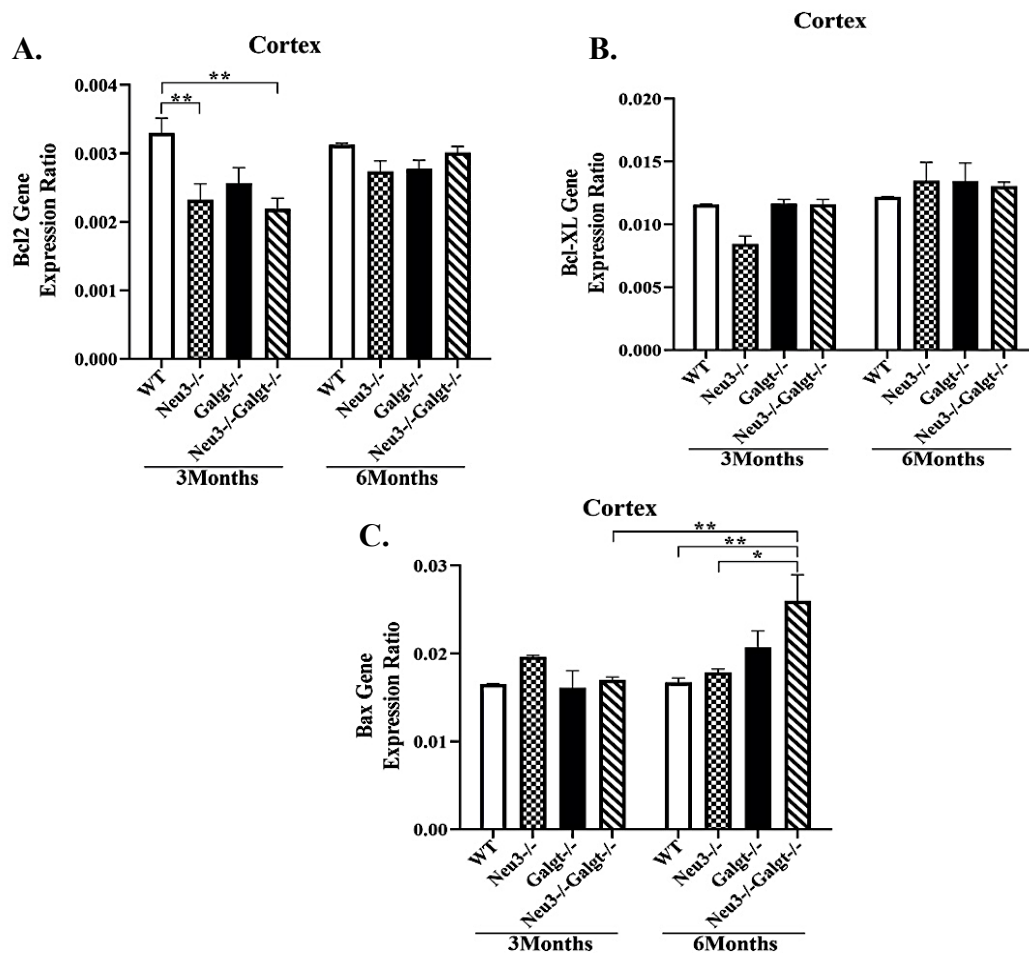 A.
Cortex
**
**
Bcl2 Gene
Expression Ratio
0.004
0.003
0.002
0.001
0.000
WT
Neu3-/-
Galgt-/-
Neu3-/-Galgt-/-
WT
Neu3-/-
Galgt-/-
Neu3-/-Galgt-/-
3Months
6Months
B.
Cortex
Bcl-XL Gene
Expression Ratio
0.020
0.015
0.010
0.005
0.000
WT
Neu3-/-
Galgt-/-
Neu3-/-Galgt-/-
WT
Neu3-/-
Galgt-/-
Neu3-/-Galgt-/-
3Months
6Months
C.
Cortex
**
**
*
Bax Gene
Expression Ratio
0.03
0.02
0.01
0.00
WT
Neu3-/-
Galgt-/-
Neu3-/-Galgt-/-
WT
Neu3-/-
Galgt-/-
Neu3-/-Galgt-/-
3Months
6Months